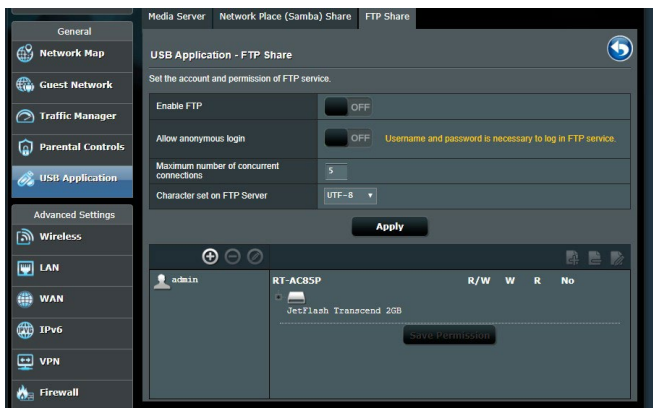 Media Server Network Place (Samba) Share FTP Share
General
Network Map
Guest Network
Traffic Manager
Parental Controls
USB Application
Advanced Settings
Wireless
LAN
WAN
IPv6
VPN
Firewall
USB Application - FTP Share
Set the account and permission of FTP service.
Enable FTP OFF
Allow anonymous login OFF Username and password is necessary to log in FTP service.
Maximum number of concurrent
connections 5
Character set on FTP Server UTF-8
Apply
admin RT-AC85P R/W W R No
JetFlash Transcend 2GB
Save Permission